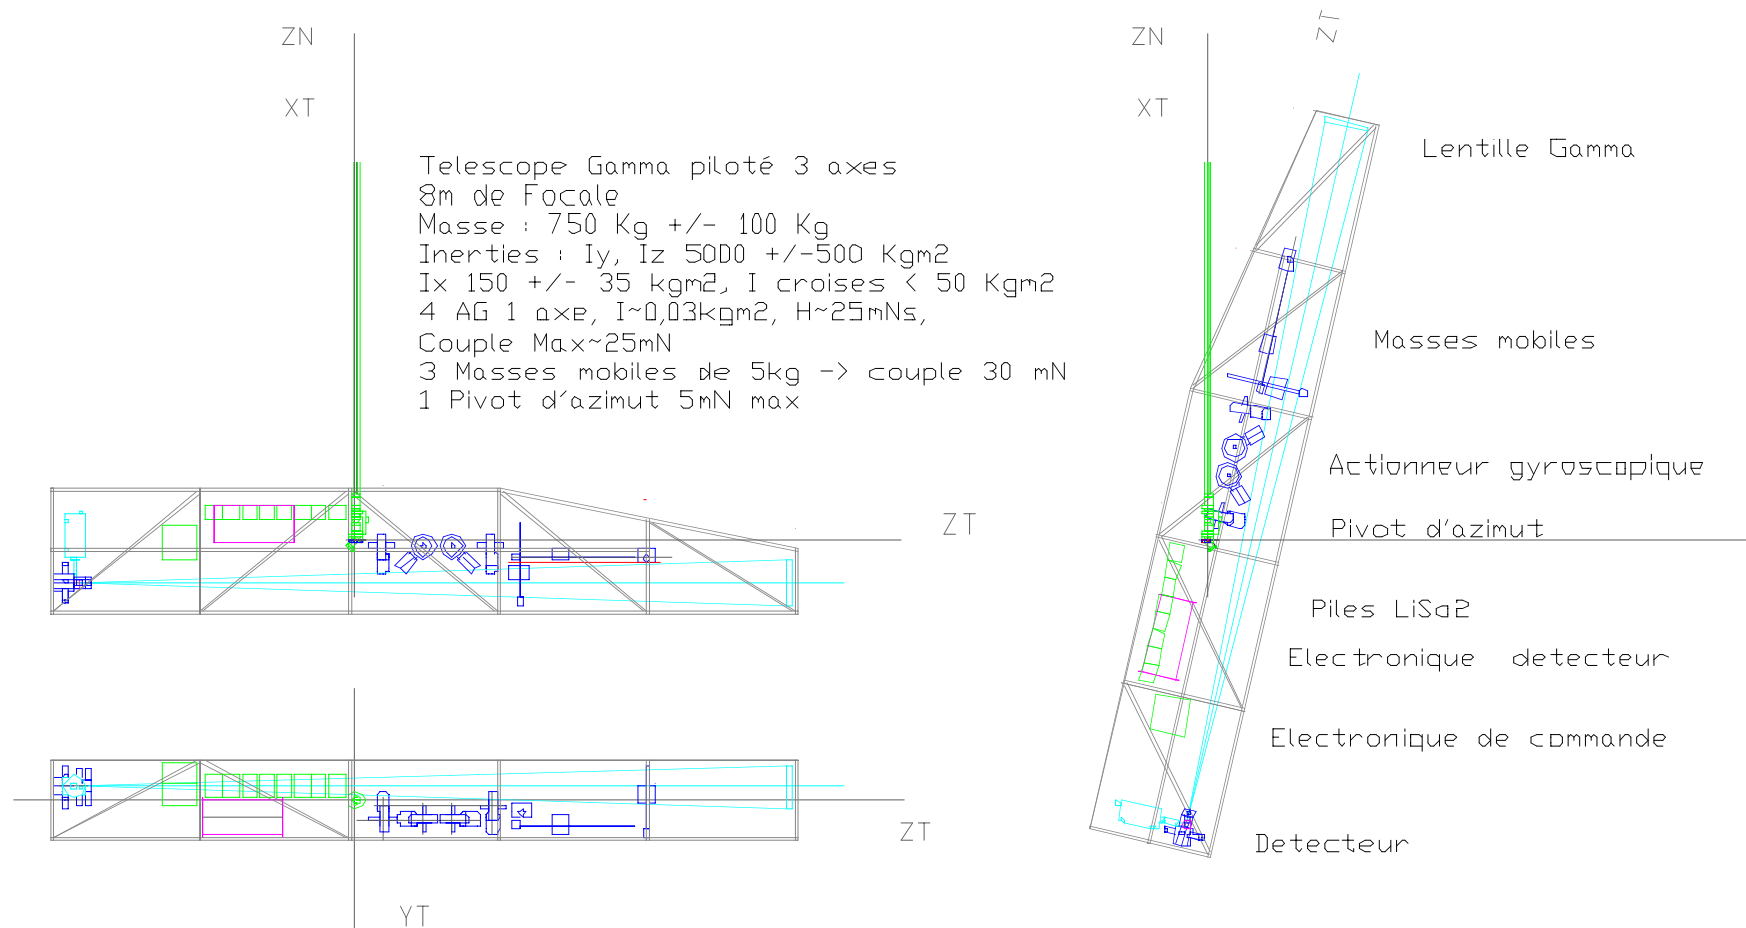 ZN
XT
Telescope Gamma piloté 3 axes
8m de Focale
Masse : 750 Kg +/- 100 Kg
Inerties : Iy, Iz 5000 +/-500 Kgm2
Ix 150 +/- 35 kgm2, I croises < 50 Kgm2
4 AG 1 axe, I~0,03kgm2, H~25mNs,
Couple Max~25mN
3 Masses mobiles de 5kg -> couple 30 mN
1 Pivot d'azimut 5mN max
ZT
ZT
YT
ZN
XT
ZT
Lentille Gamma
Masses mobiles
Actionneur gyroscopique
Pivot d'azimut
Piles LiSa2
Electronique detecteur
Electronique de commande
Detecteur